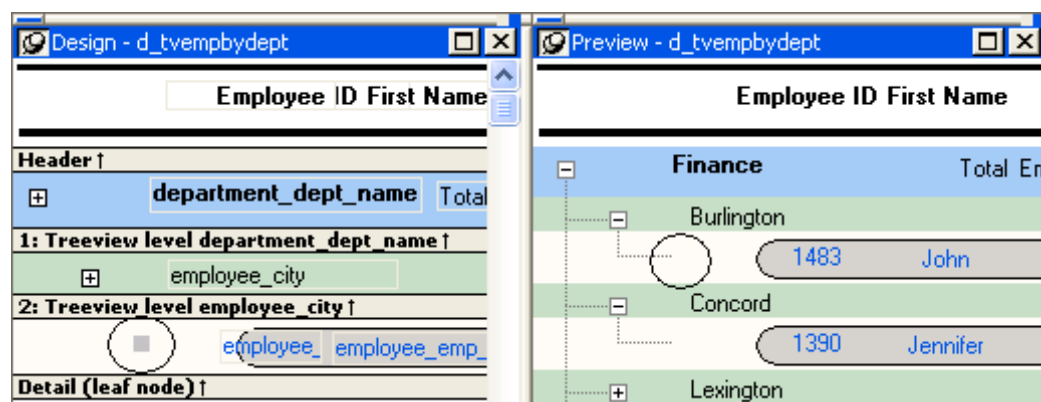 Design - d_tvempbydept
Employee ID First Name
Header ↑
department_dept_name Total
1: Treeview level department_dept_name ↑
employee_city
2: Treeview level employee_city ↑
employee_ employee_emp_
Detail (leaf node) ↑
Preview - d_tvempbydept
Employee ID First Name
Finance Total Em
Burlington
1483 John
Concord
1390 Jennifer
Lexington